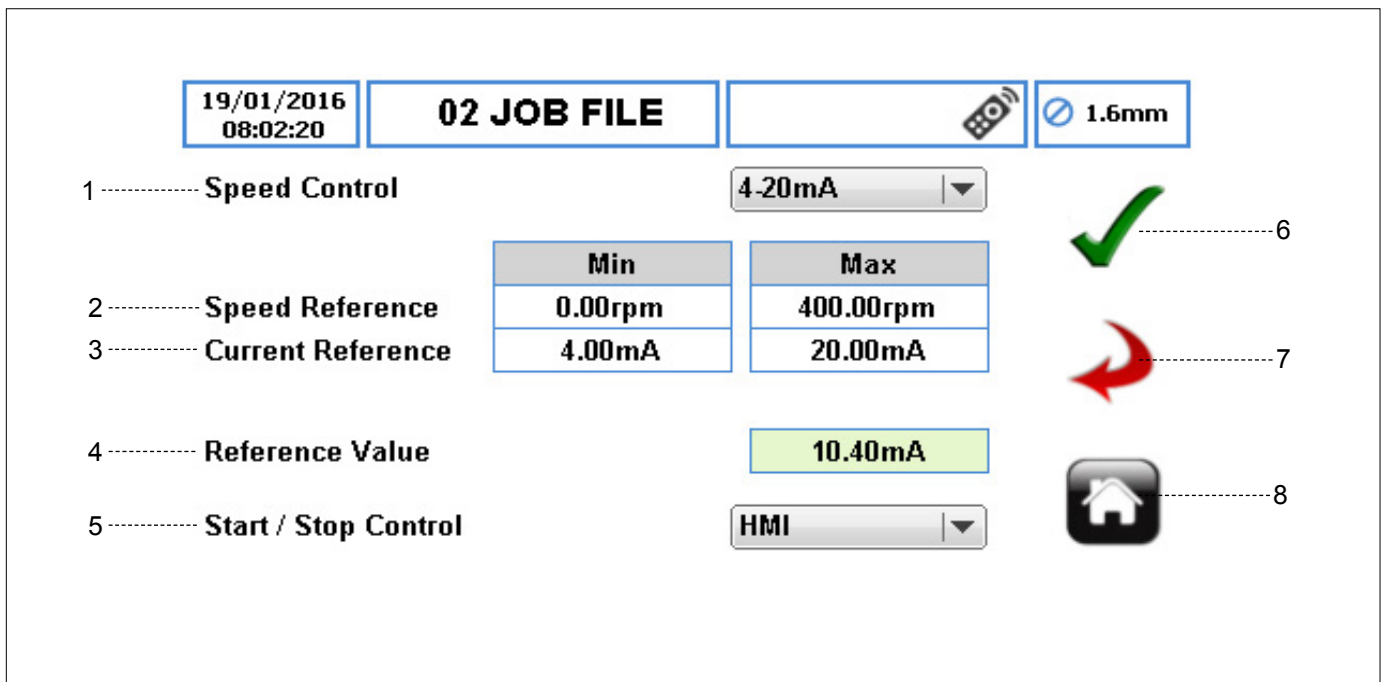 19/01/2016
08:02:20
02 JOB FILE
1.6mm
1 Speed Control 4-20mA
6
Min Max
2 Speed Reference 0.00rpm 400.00rpm
3 Current Reference 4.00mA 20.00mA
7
4 Reference Value 10.40mA
8
5 Start / Stop Control HMI